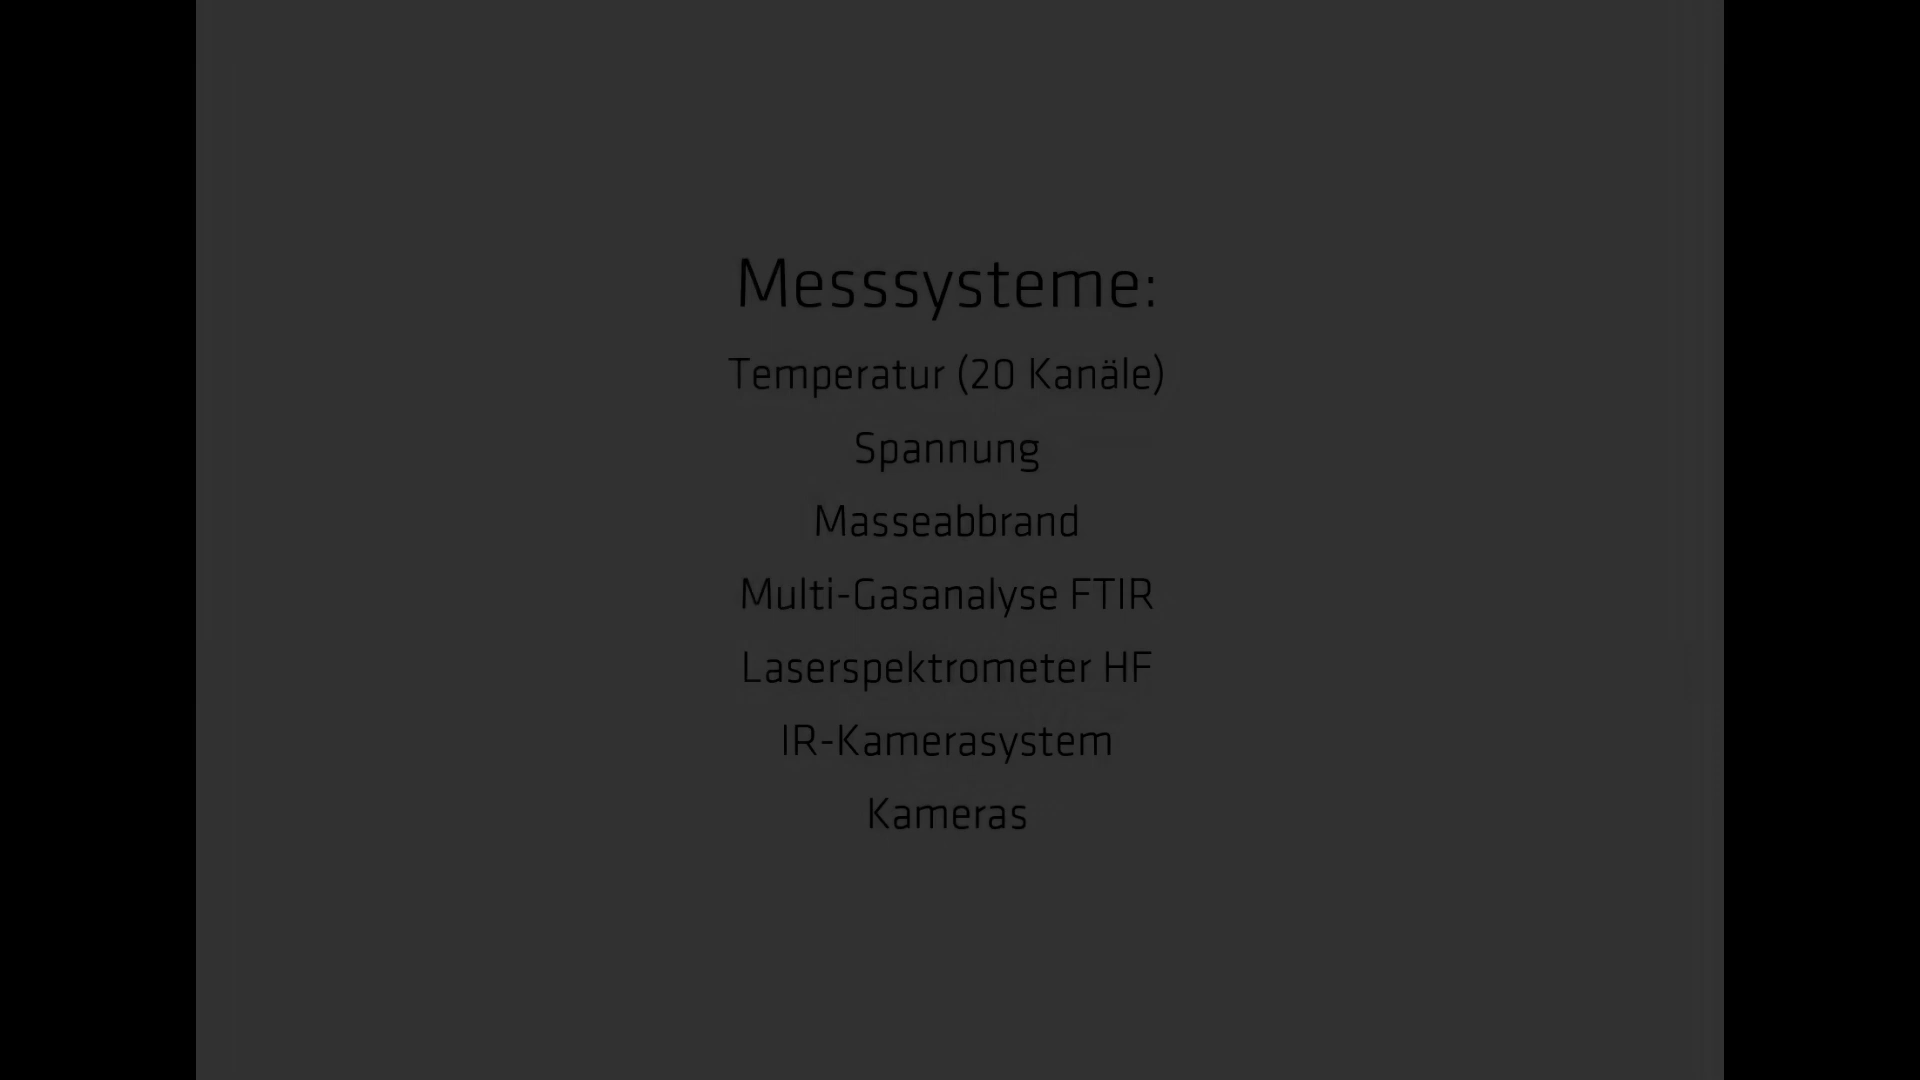 Messsysteme:
Temperatur (20 Kanäle)
Spannung
Masseabbrand
Multi-Gasanalyse FTIR
Laserspektrometer HF
IR-Kamerasystem
Kameras